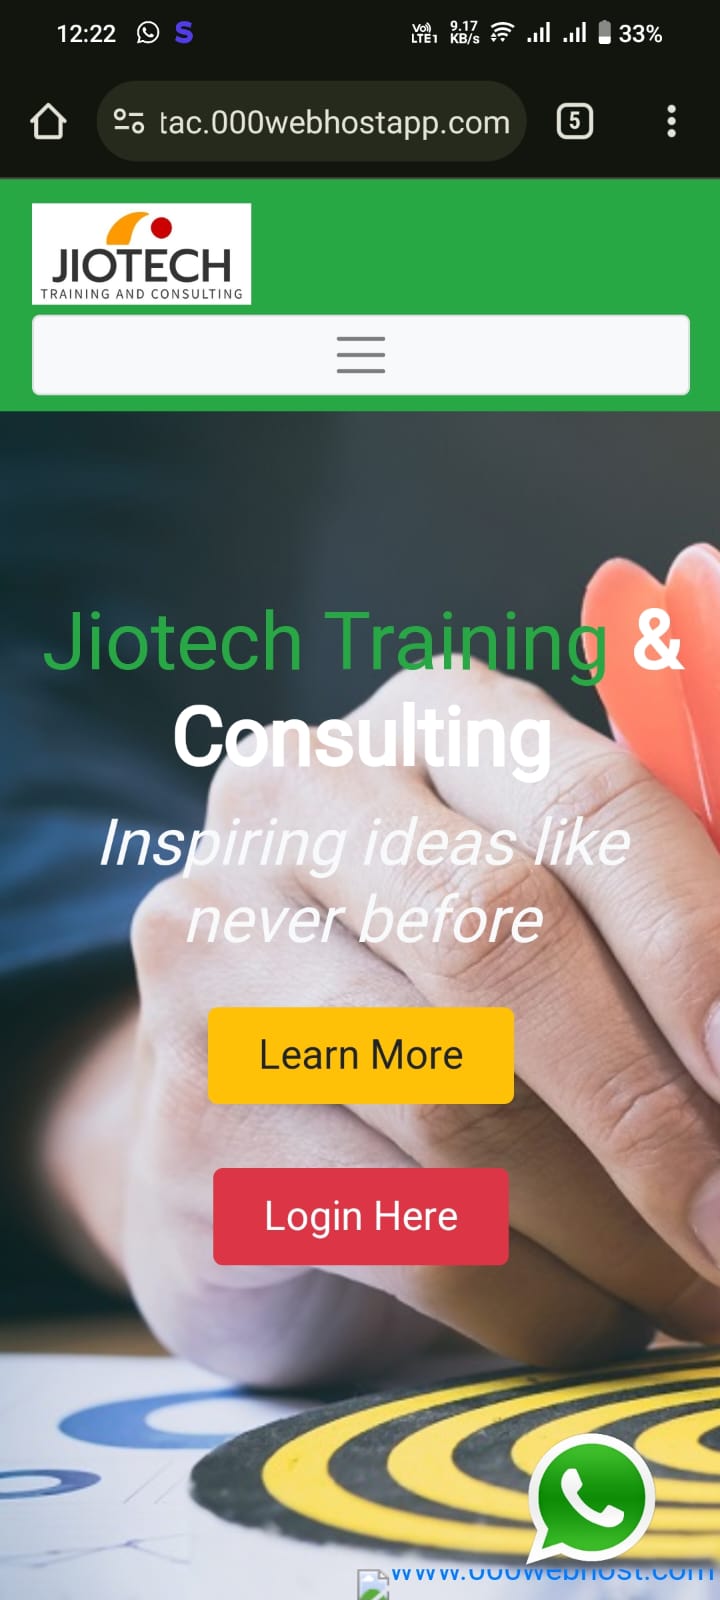 12:22 S Vo) LTE1 9.17 KB/s 33%
tac.000webhostapp.com 5
JIOTECH
TRAINING AND CONSULTING
Jiotech Training &
Consulting
Inspiring ideas like
never before
Learn More
Login Here
www.000webhost.com